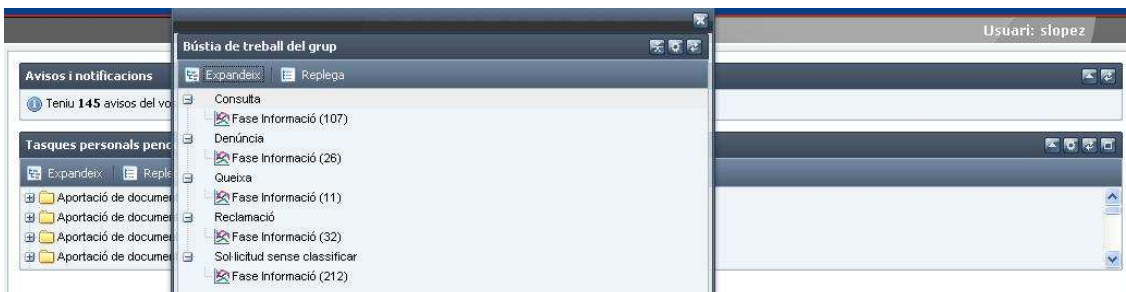 Usuari: slopez
Bústia de treball del grup
Expandeix Replega
Consulta
Fase Informació (107)
Denúncia
Fase Informació (26)
Queixa
Fase Informació (11)
Reclamació
Fase Informació (32)
Sol·licitud sense classificar
Fase Informació (212)
Avisos i notificacions
Teniu 145 avisos del vo
Tasques personals pend
Expandeix Reple
Aportació de documen
Aportació de documen
Aportació de documen
Aportació de documen